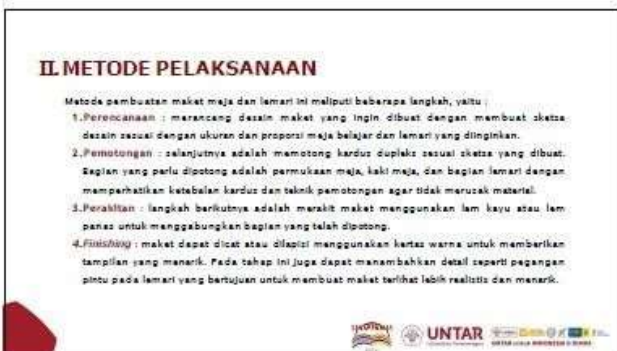 II. METODE PELAKSANAAN
Metode pembuatan maket meja dan lemari ini meliputi beberapa langkah, yaitu :
1. Perencanaan : merancang desain maket yang ingin dibuat dengan membuat sketsa
desain sesuai dengan ukuran dan proporsi meja belajar dan lemari yang diinginkan.
2. Pemotongan : selanjutnya adalah memotong kardus dupleks sesuai sketsa yang dibuat.
Bagian yang perlu dipotong adalah permukaan meja, kaki meja, dan bagian lemari dengan
memperhatikan ketebalan kardus dan teknik pemotongan agar tidak merusak material.
3. Perakitan : langkah berikutnya adalah merakit maket menggunakan lem kayu atau lem
panas untuk menggabungkan bagian yang telah dipotong.
4. Finishing : maket dapat dicat atau dilapisi menggunakan kertas warna untuk memberikan
tampilan yang menarik. Pada tahap ini juga dapat manambahkan detail seperti pegangan
pintu pada lemari yang bertujuan untuk membuat maket terlihat lebih realistis dan menarik.
UNTAR